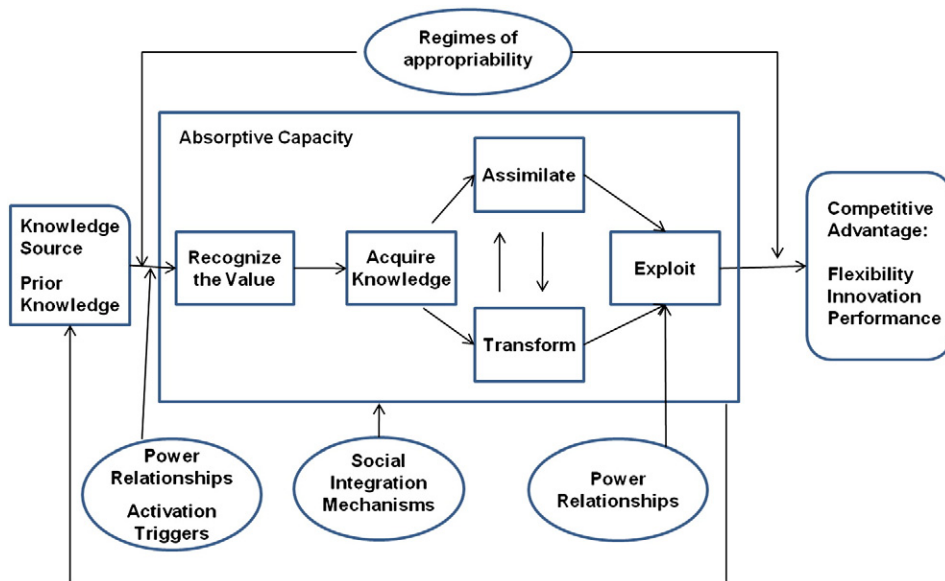 Regimes of
appropriability
Absorptive Capacity
Assimilate
Knowledge
Source
Prior
Knowledge
Recognize
the Value
Acquire
Knowledge
Exploit
Competitive
Advantage:
Flexibility
Innovation
Performance
Transform
Power
Relationships
Activation
Triggers
Social
Integration
Mechanisms
Power
Relationships